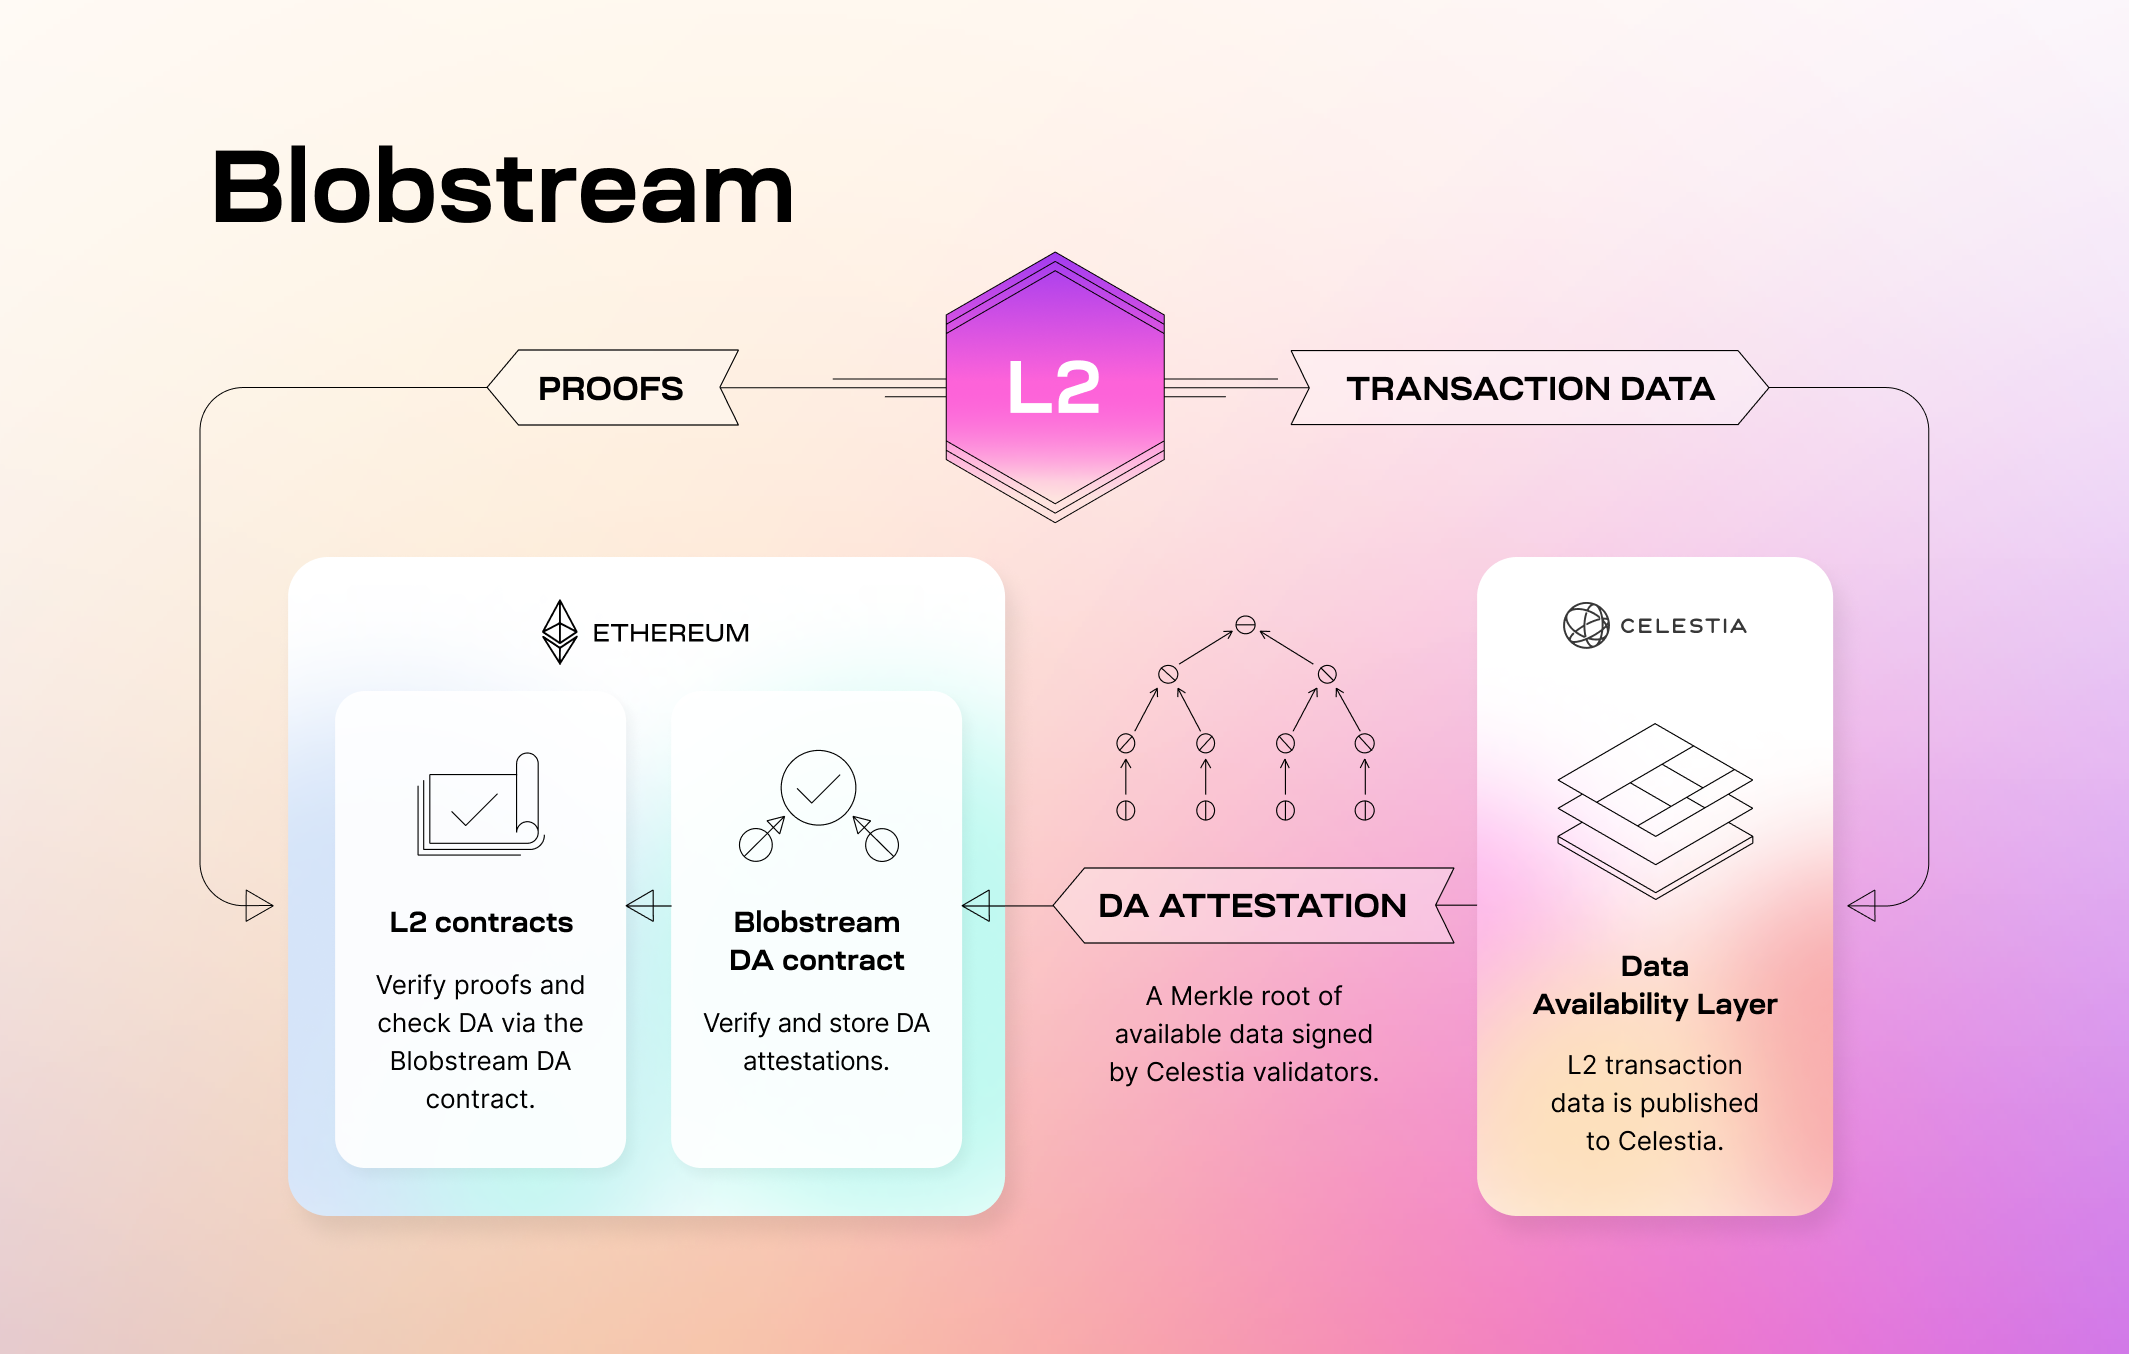 Blobstream
PROOFS
L2
TRANSACTION DATA
ETHEREUM
L2 contracts
Verify proofs and
check DA via the
Blobstream DA
contract.
Blobstream
DA contract
Verify and store DA
attestations.
DA ATTESTATION
A Merkle root of
available data signed
by Celestia validators.
CELESTIA
Data
Availability Layer
L2 transaction
data is published
to Celestia.